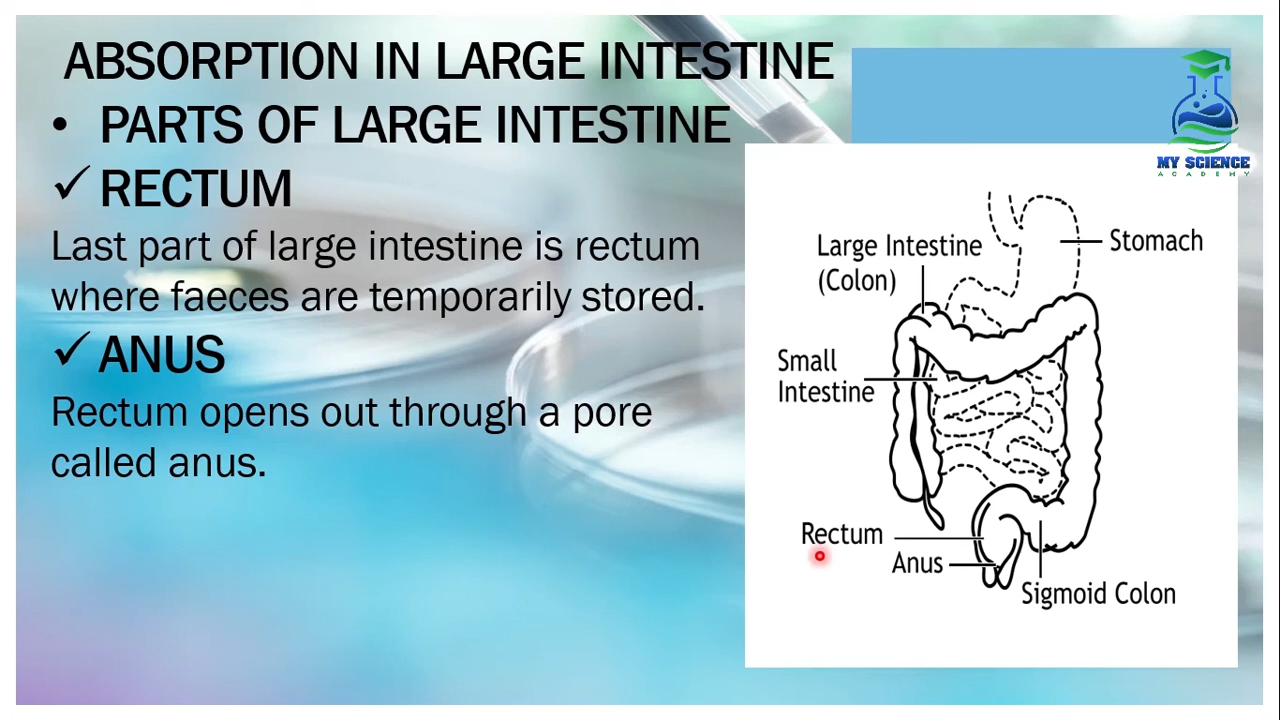 ABSORPTION IN LARGE INTESTINE
• PARTS OF LARGE INTESTINE
✓ RECTUM
Last part of large intestine is rectum
where faeces are temporarily stored.
✓ ANUS
Rectum opens out through a pore
called anus.
MY SCIENCE
ACADEMY
Large Intestine
(Colon)
Stomach
Small
Intestine
Rectum
Anus
Sigmoid Colon